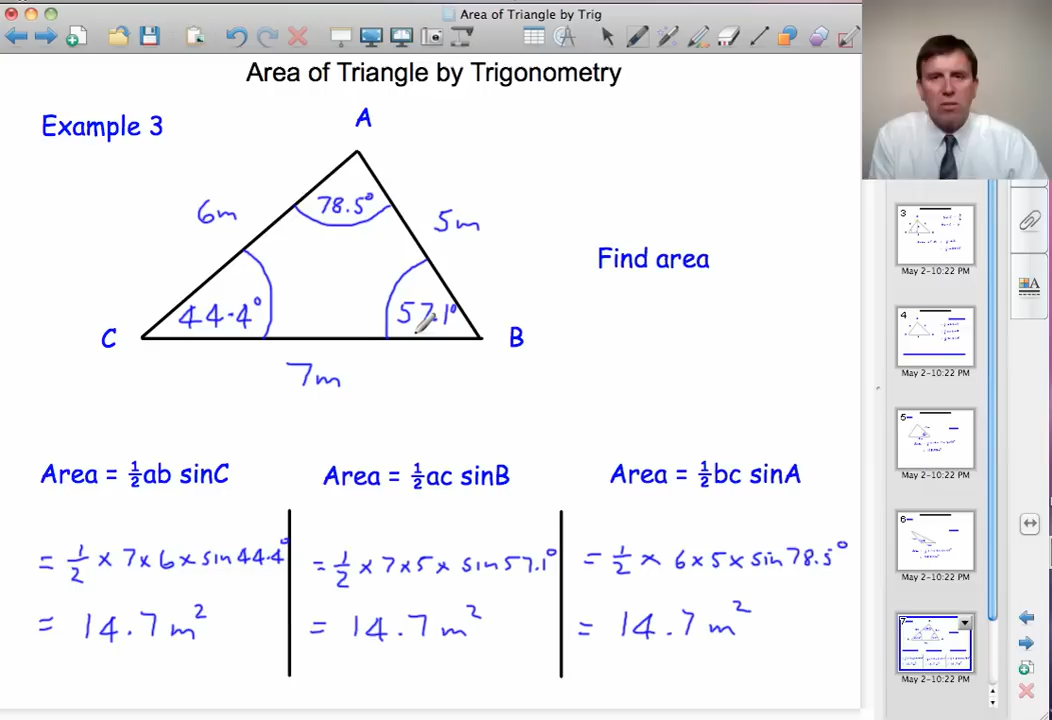 Area of Triangle by Trig
Area of Triangle by Trigonometry
Example 3
A
78.5°
6m
5m
Find area
44.4°
57.1°
C
B
7m
Area = ½ab sinC
= ½ × 7 × 6 × sin 44.4°
= 14.7 m²
Area = ½ac sinB
= ½ × 7 × 5 × sin 57.1°
= 14.7 m²
Area = ½bc sinA
= ½ × 6 × 5 × sin 78.5°
= 14.7 m²
3
May 2-10:22 PM
4
May 2-10:22 PM
5
May 2-10:22 PM
6
May 2-10:22 PM
7
May 2-10:22 PM